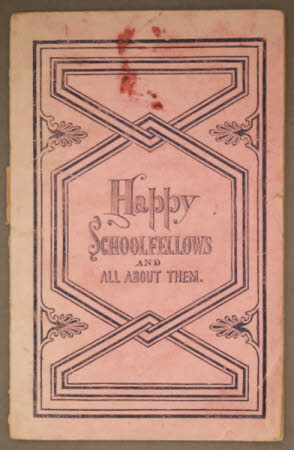 Happy
SCHOOLFELLOWS
AND
ALL ABOUT THEM.